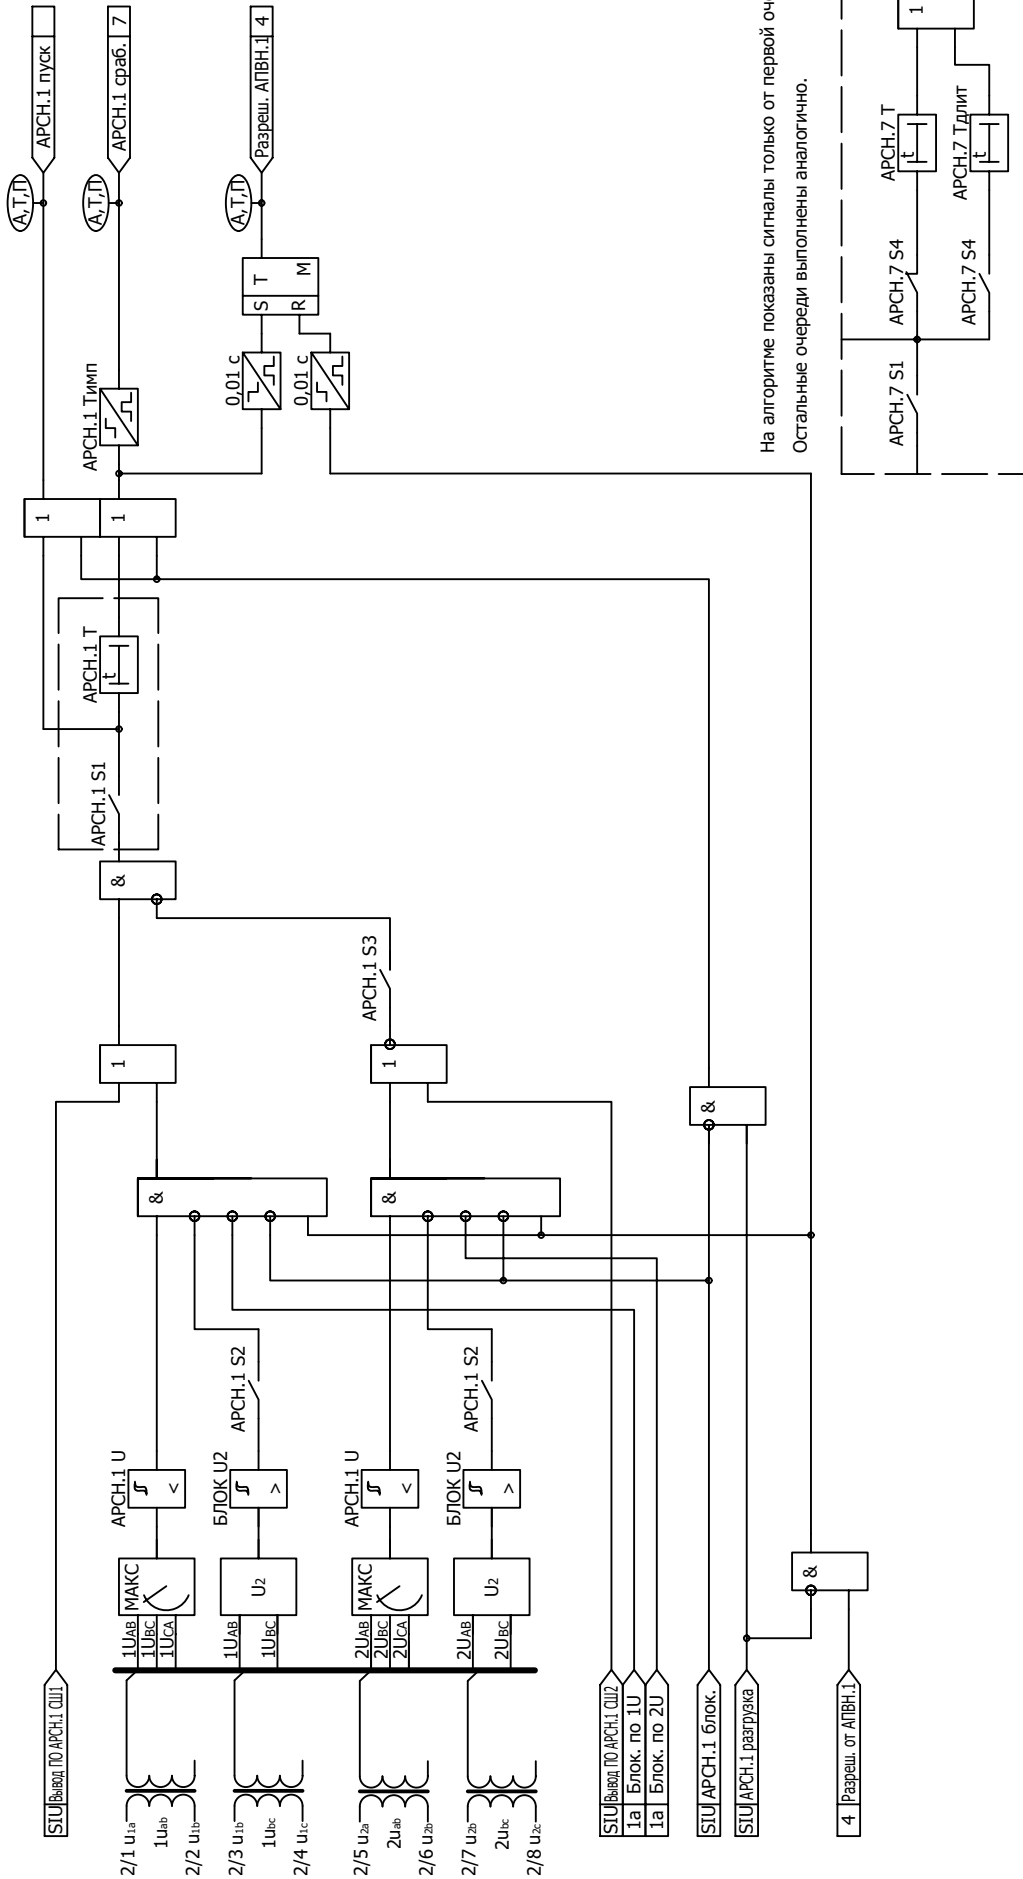 SIU Вывод ПО АРСН.1 СШ1
2/1 u1a
1uab
2/2 u1b
2/3 u1b
1ubc
2/4 u1c
2/5 u2a
2uab
2/6 u2b
2/7 u2b
2ubc
2/8 u2c
SIU Вывод ПО АРСН.1 СШ2
1а Блок. по 1U
1а Блок. по 2U
SIU АРСН.1 блок.
SIU АРСН.1 разгрузка
4 Разреш. от АПВН.1
1UAB
1UBC
1UCA
МАКС
1UAB
1UBC
U2
2UAB
2UBC
2UCA
МАКС
2UAB
2UBC
U2
АРСН.1 U
<
БЛОК U2
>
АРСН.1 U
<
БЛОК U2
>
АРСН.1 S2
АРСН.1 S2
&
&
&
&
1
1
АРСН.1 S3
&
АРСН.1 S1
АРСН.1 Т
t
1
1
АРСН.1 Тимп
0,01 с
0,01 с
S
T
R
M
А,Т,П
А,Т,П
А,Т,П
АРСН.1 пуск
АРСН.1 сраб. 7
Разреш. АПВН.1 4
На алгоритме показаны сигналы только от первой
Остальные очереди выполнены аналогично.
АРСН.7 S1
АРСН.7 S4
АРСН.7 S4
АРСН.7 Т
t
АРСН.7 Тдлит
t
1